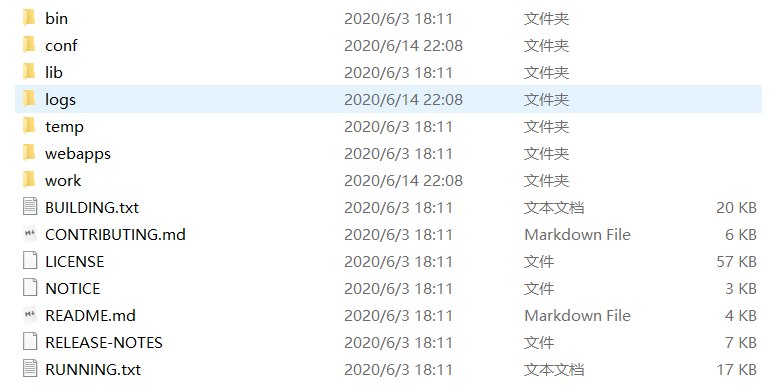 bin 2020/6/3 18:11 文件夹
conf 2020/6/14 22:08 文件夹
lib 2020/6/3 18:11 文件夹
logs 2020/6/14 22:08 文件夹
temp 2020/6/3 18:11 文件夹
webapps 2020/6/3 18:11 文件夹
work 2020/6/14 22:08 文件夹
BUILDING.txt 2020/6/3 18:11 文本文档 20 KB
CONTRIBUTING.md 2020/6/3 18:11 Markdown File 6 KB
LICENSE 2020/6/3 18:11 文件 57 KB
NOTICE 2020/6/3 18:11 文件 3 KB
README.md 2020/6/3 18:11 Markdown File 4 KB
RELEASE-NOTES 2020/6/3 18:11 文件 7 KB
RUNNING.txt 2020/6/3 18:11 文本文档 17 KB